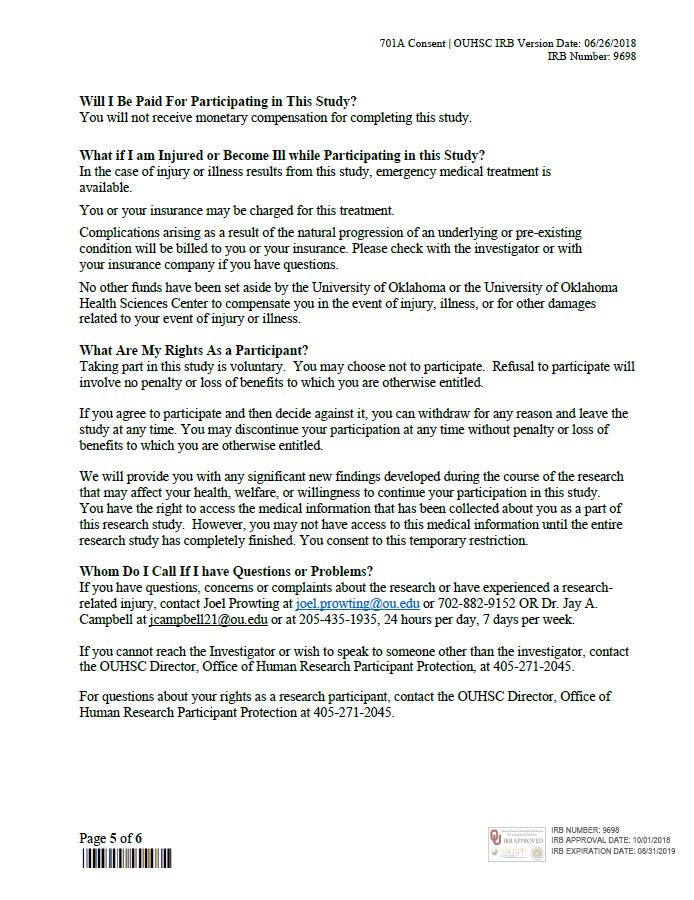 701A Consent | OUHSC IRB Version Date: 06/26/2018
IRB Number: 9698
Will I Be Paid For Participating in This Study?
You will not receive monetary compensation for completing this study.
What if I am Injured or Become Ill while Participating in this Study?
In the case of injury or illness results from this study, emergency medical treatment is
available.
You or your insurance may be charged for this treatment.
Complications arising as a result of the natural progression of an underlying or pre-existing
condition will be billed to you or your insurance. Please check with the investigator or with
your insurance company if you have questions.
No other funds have been set aside by the University of Oklahoma or the University of Oklahoma
Health Sciences Center to compensate you in the event of injury, illness, or for other damages
related to your event of injury or illness.
What Are My Rights As a Participant?
Taking part in this study is voluntary.  You may choose not to participate.  Refusal to participate will
involve no penalty or loss of benefits to which you are otherwise entitled.
If you agree to participate and then decide against it, you can withdraw for any reason and leave the
study at any time. You may discontinue your participation at any time without penalty or loss of
benefits to which you are otherwise entitled.
We will provide you with any significant new findings developed during the course of the research
that may affect your health, welfare, or willingness to continue your participation in this study.
You have the right to access the medical information that has been collected about you as a part of
this research study.  However, you may not have access to this medical information until the entire
research study has completely finished. You consent to this temporary restriction.
Whom Do I Call If I have Questions or Problems?
If you have questions, concerns or complaints about the research or have experienced a research-
related injury, contact Joel Prowting at joel.prowting@ou.edu or 702-882-9152 OR Dr. Jay A.
Campbell at jcampbell21@ou.edu or at 205-435-1935, 24 hours per day, 7 days per week.
If you cannot reach the Investigator or wish to speak to someone other than the investigator, contact
the OUHSC Director, Office of Human Research Participant Protection, at 405-271-2045.
For questions about your rights as a research participant, contact the OUHSC Director, Office of
Human Research Participant Protection at 405-271-2045.
Page 5 of 6
IRB APPROVED
IRB NUMBER: 9698
IRB APPROVAL DATE: 10/01/2018
IRB EXPIRATION DATE: 08/31/2019